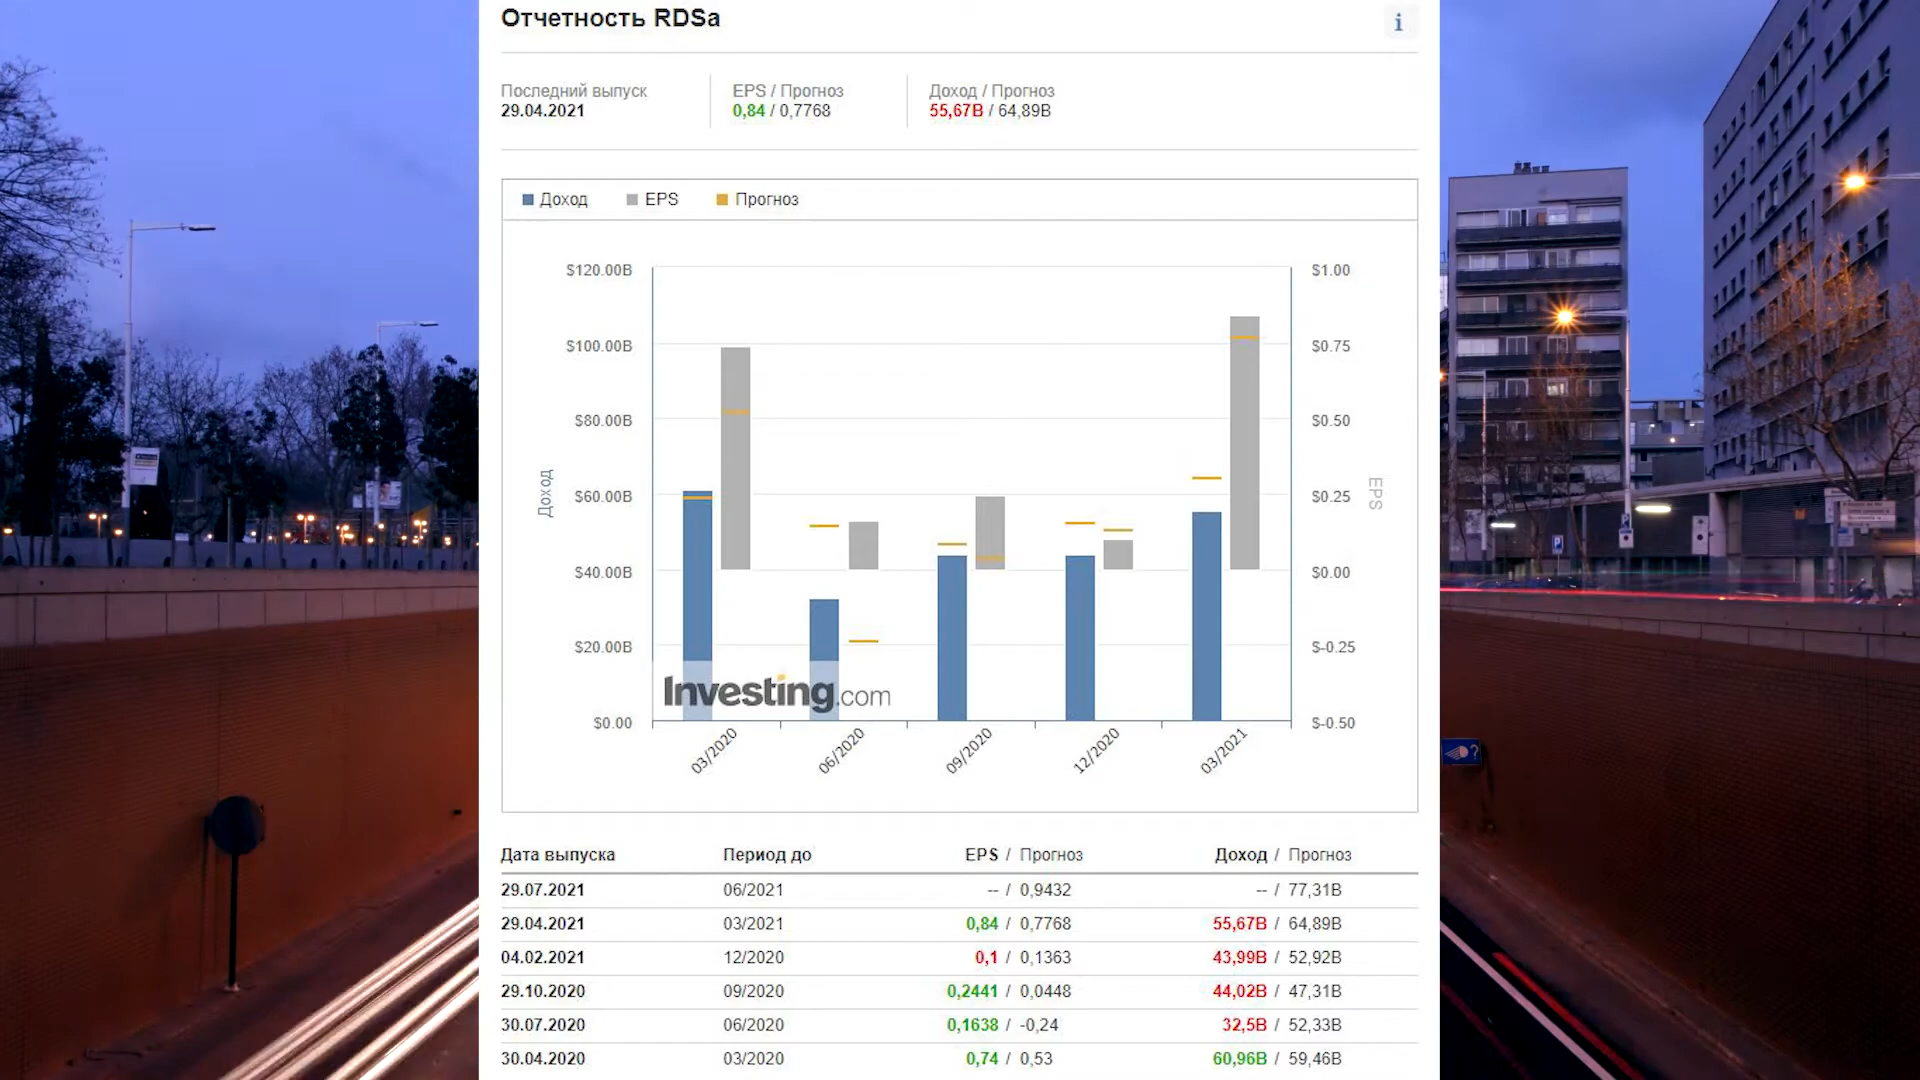 Отчетность RDSa
i
Последний выпуск
29.04.2021
EPS / Прогноз
0,84 / 0,7768
Доход / Прогноз
55,67B / 64,89B
Доход EPS Прогноз
$120.00B $1.00
$100.00B $0.75
$80.00B $0.50
$60.00B $0.25
$40.00B $0.00
$20.00B $-0.25
$0.00 $-0.50
Доход
EPS
Investing.com
03/2020 06/2020 09/2020 12/2020 03/2021
Дата выпуска Период до EPS / Прогноз Доход / Прогноз
29.07.2021 06/2021 -- / 0,9432 -- / 77,31B
29.04.2021 03/2021 0,84 / 0,7768 55,67B / 64,89B
04.02.2021 12/2020 0,1 / 0,1363 43,99B / 52,92B
29.10.2020 09/2020 0,2441 / 0,0448 44,02B / 47,31B
30.07.2020 06/2020 0,1638 / -0,24 32,5B / 52,33B
30.04.2020 03/2020 0,74 / 0,53 60,96B / 59,46B
P
?